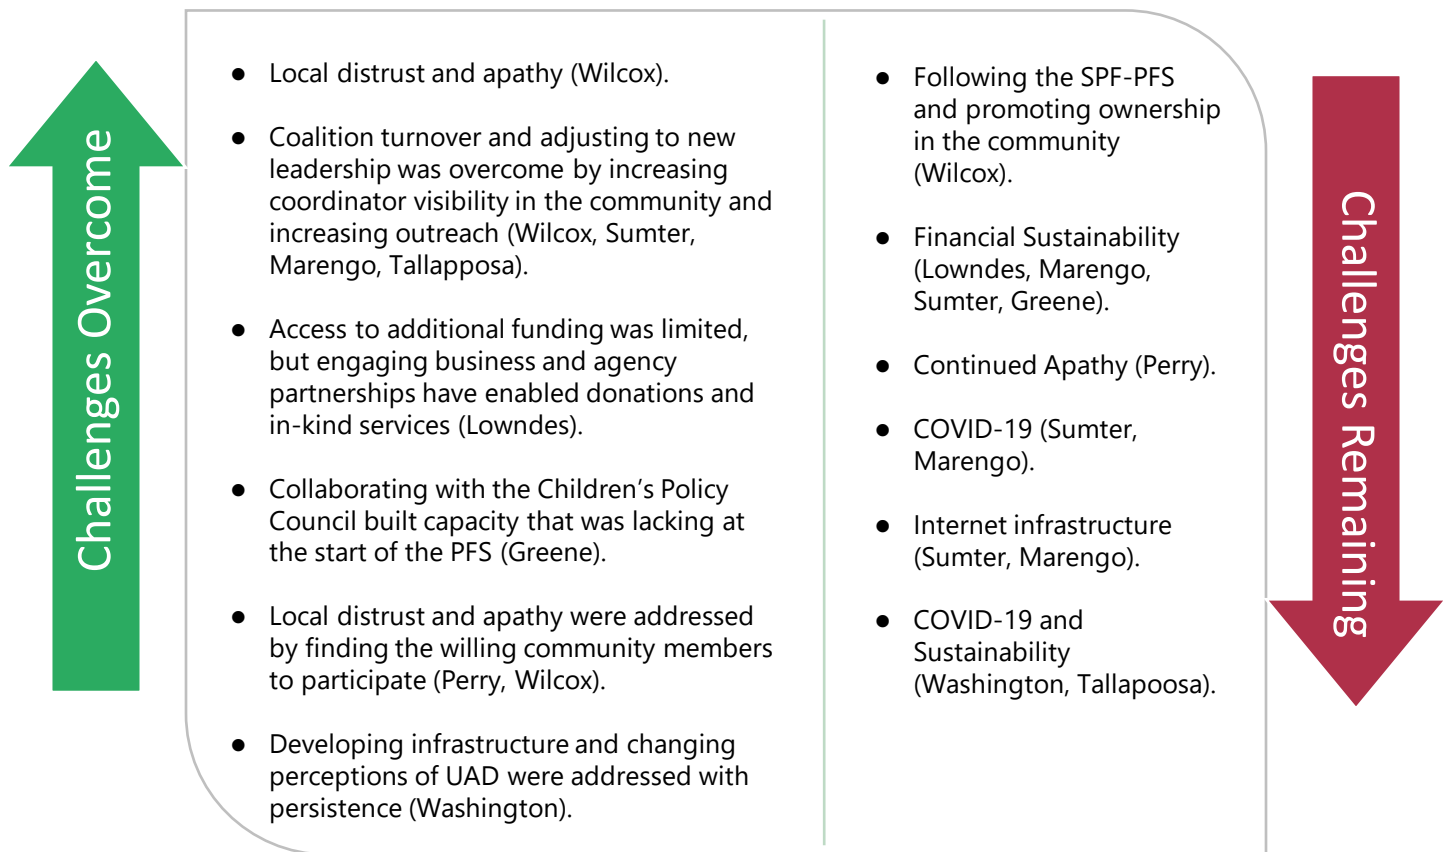 Challenges Overcome
● Local distrust and apathy (Wilcox).
● Coalition turnover and adjusting to new
leadership was overcome by increasing
coordinator visibility in the community and
increasing outreach (Wilcox, Sumter,
Marengo, Tallapposa).
● Access to additional funding was limited,
but engaging business and agency
partnerships have enabled donations and
in-kind services (Lowndes).
● Collaborating with the Children’s Policy
Council built capacity that was lacking at
the start of the PFS (Greene).
● Local distrust and apathy were addressed
by finding the willing community members
to participate (Perry, Wilcox).
● Developing infrastructure and changing
perceptions of UAD were addressed with
persistence (Washington).
● Following the SPF-PFS
and promoting ownership
in the community
(Wilcox).
● Financial Sustainability
(Lowndes, Marengo,
Sumter, Greene).
● Continued Apathy (Perry).
● COVID-19 (Sumter,
Marengo).
● Internet infrastructure
(Sumter, Marengo).
● COVID-19 and
Sustainability
(Washington, Tallapoosa).
Challenges Remaining